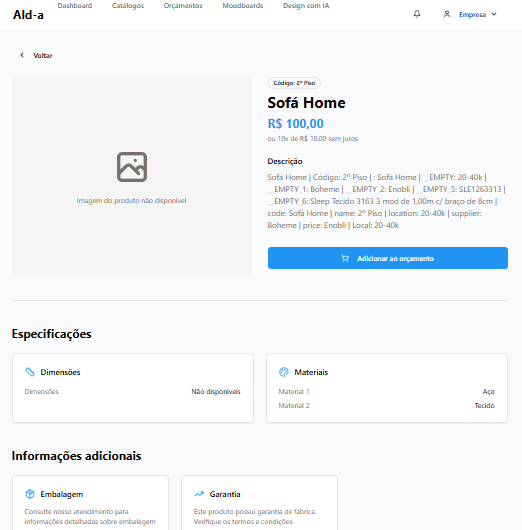 Ald-a
Dashboard
Catálogos
Orçamentos
Moodboards
Design com IA
Empresa
Voltar
Imagem do produto não disponível
Código: 2º Piso
Sofá Home
R$ 100,00
ou 10x de R$ 10,00 sem juros
Descrição
Sofá Home | Código: 2º Piso | : Sofá Home | __EMPTY: 20-40k |
__EMPTY_1: Boheme | __EMPTY_2: Enobli | __EMPTY_5: SLE1263313 |
__EMPTY_6: Sleep Tecido 3163 3 mod de 1,00m c/ braço de 8cm |
code: Sofá Home | name: 2º Piso | location: 20-40k | supplier:
Boheme | price: Enobli | Local: 20-40k
Adicionar ao orçamento
Especificações
Dimensões
Dimensões Não disponíveis
Materiais
Material 1 Aço
Material 2 Tecido
Informações adicionais
Embalagem
Consulte nosso atendimento para
informações detalhadas sobre embalagem
Garantia
Este produto possui garantia de fábrica.
Verifique os termos e condições.